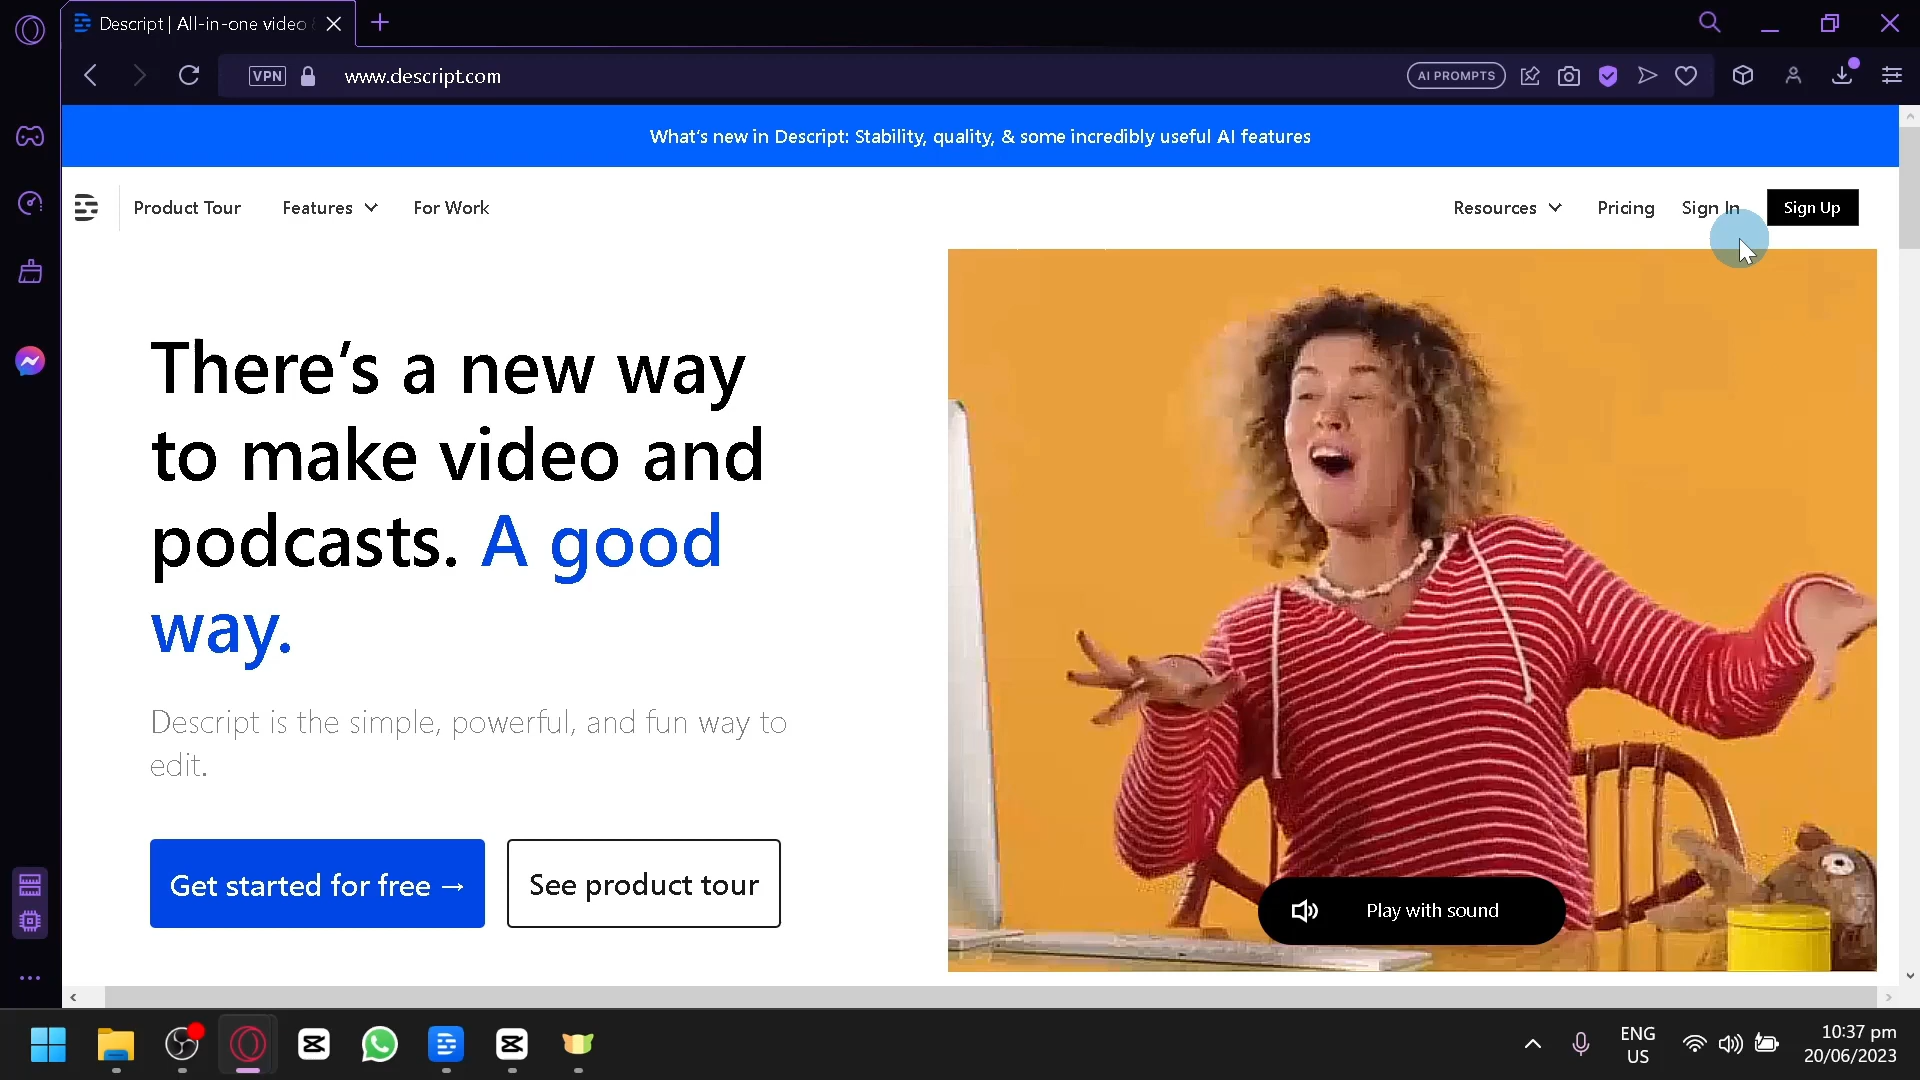 Descript | All-in-one video
VPN
www.descript.com
AI PROMPTS
What's new in Descript: Stability, quality, & some incredibly useful AI features
Product Tour
Features
For Work
Resources
Pricing
Sign In
Sign Up
There's a new way
to make video and
podcasts. A good
way.
Descript is the simple, powerful, and fun way to
edit.
Get started for free →
See product tour
Play with sound
ENG
US
10:37 pm
20/06/2023